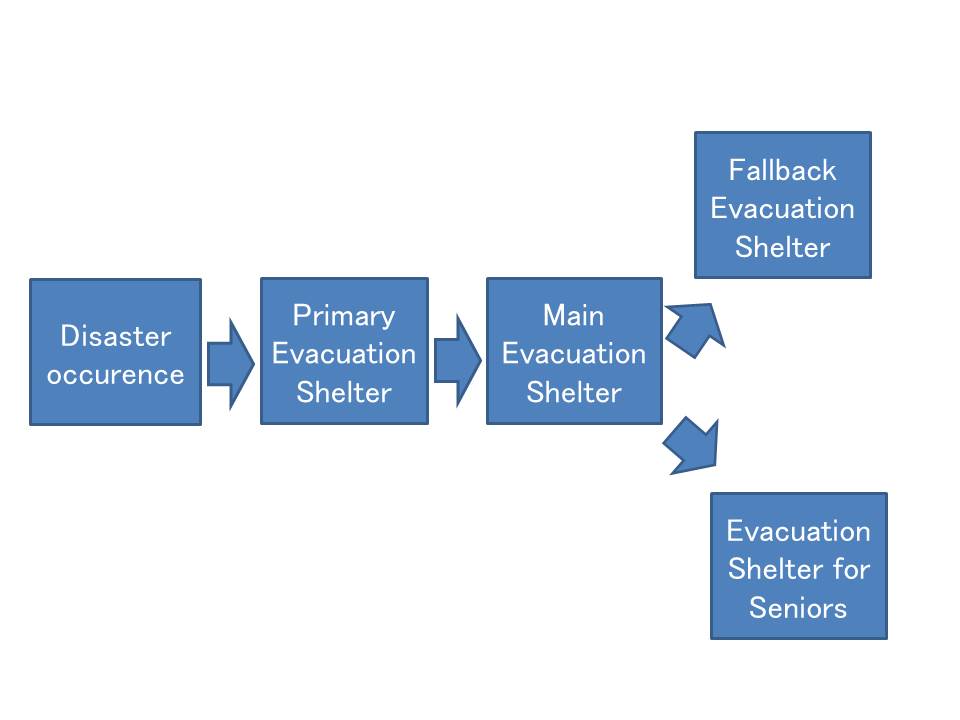 Disaster
occurence
Primary
Evacuation
Shelter
Main
Evacuation
Shelter
Fallback
Evacuation
Shelter
Evacuation
Shelter for
Seniors